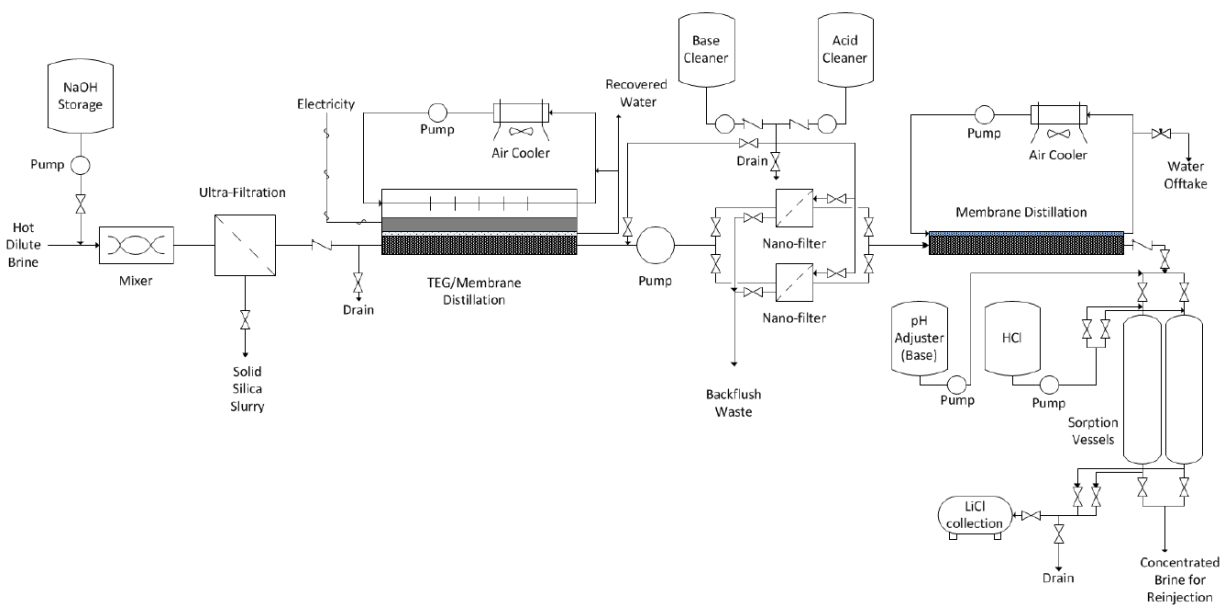 NaOH
Storage
Pump
Hot
Dilute
Brine
Mixer
Ultra-Filtration
Solid
Silica
Slurry
Drain
Electricity
Pump
Air Cooler
Recovered
Water
TEG/Membrane
Distillation
Base
Cleaner
Acid
Cleaner
Drain
Pump
Nano-filter
Nano-filter
Backflush
Waste
Pump
Air Cooler
Water
Offtake
Membrane Distillation
pH
Adjuster
(Base)
Pump
HCl
Pump
Sorption
Vessels
LiCl
collection
Drain
Concentrated
Brine for
Reinjection